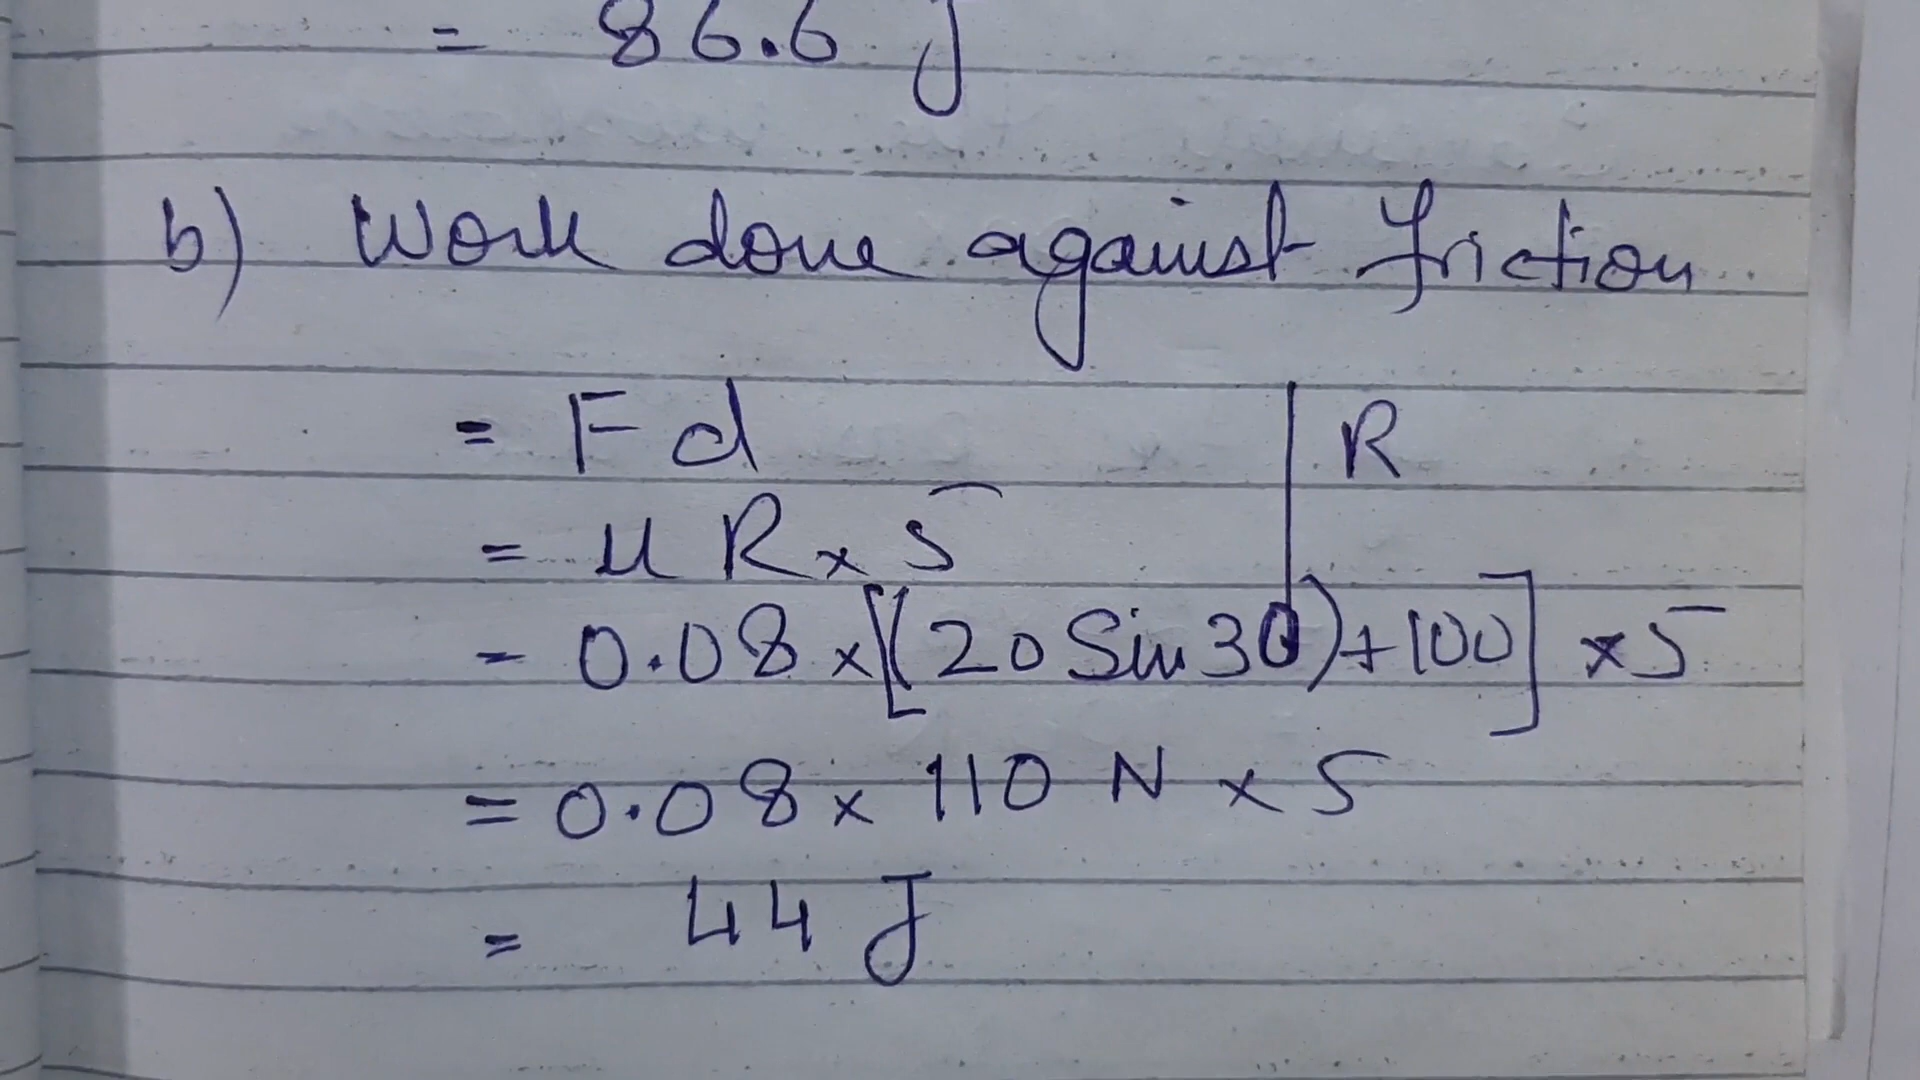 = 86.6 J
b) Work done against friction
= Fd
R
= μR × 5
= 0.08 × [(20 Sin 30) + 100] × 5
= 0.08 × 110 N × 5
= 44 J